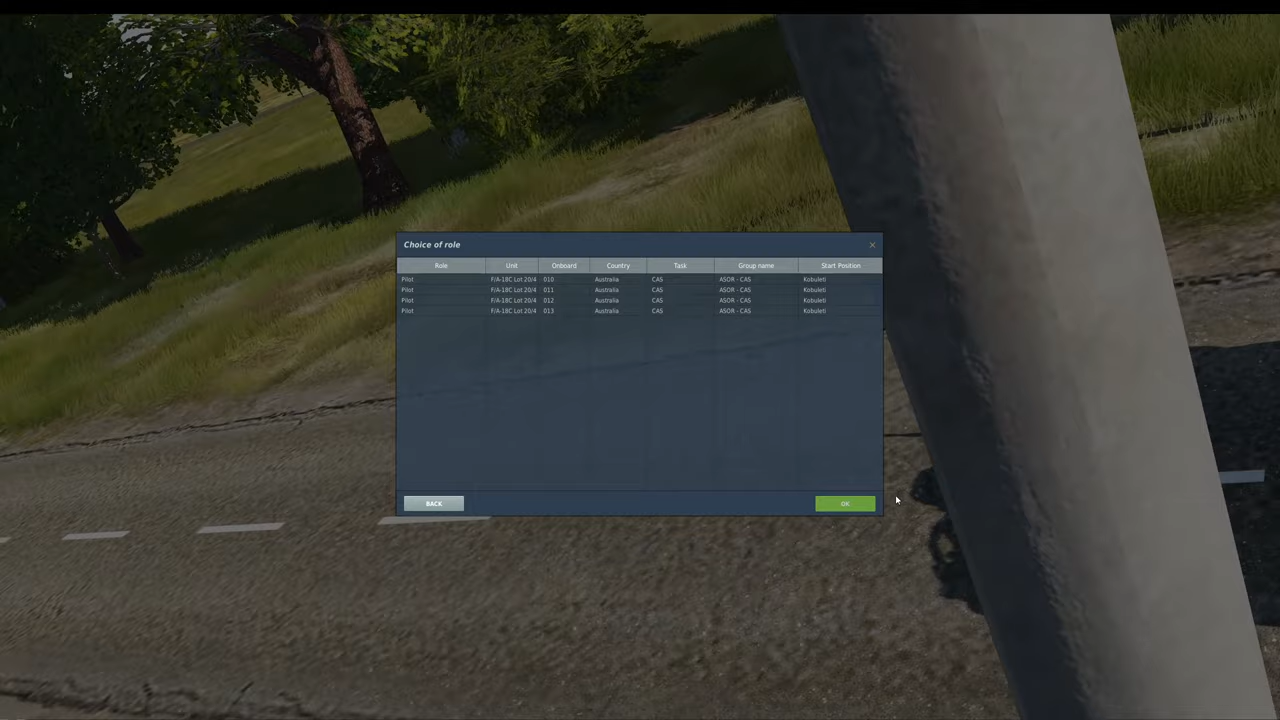 Choice of role
Role Unit Onboard Country Task Group name Start Position
Pilot F/A-18C Lot 20/4 010 Australia CAS ASOR - CAS Kobuleti
Pilot F/A-18C Lot 20/4 011 Australia CAS ASOR - CAS Kobuleti
Pilot F/A-18C Lot 20/4 012 Australia CAS ASOR - CAS Kobuleti
Pilot F/A-18C Lot 20/4 013 Australia CAS ASOR - CAS Kobuleti
BACK OK